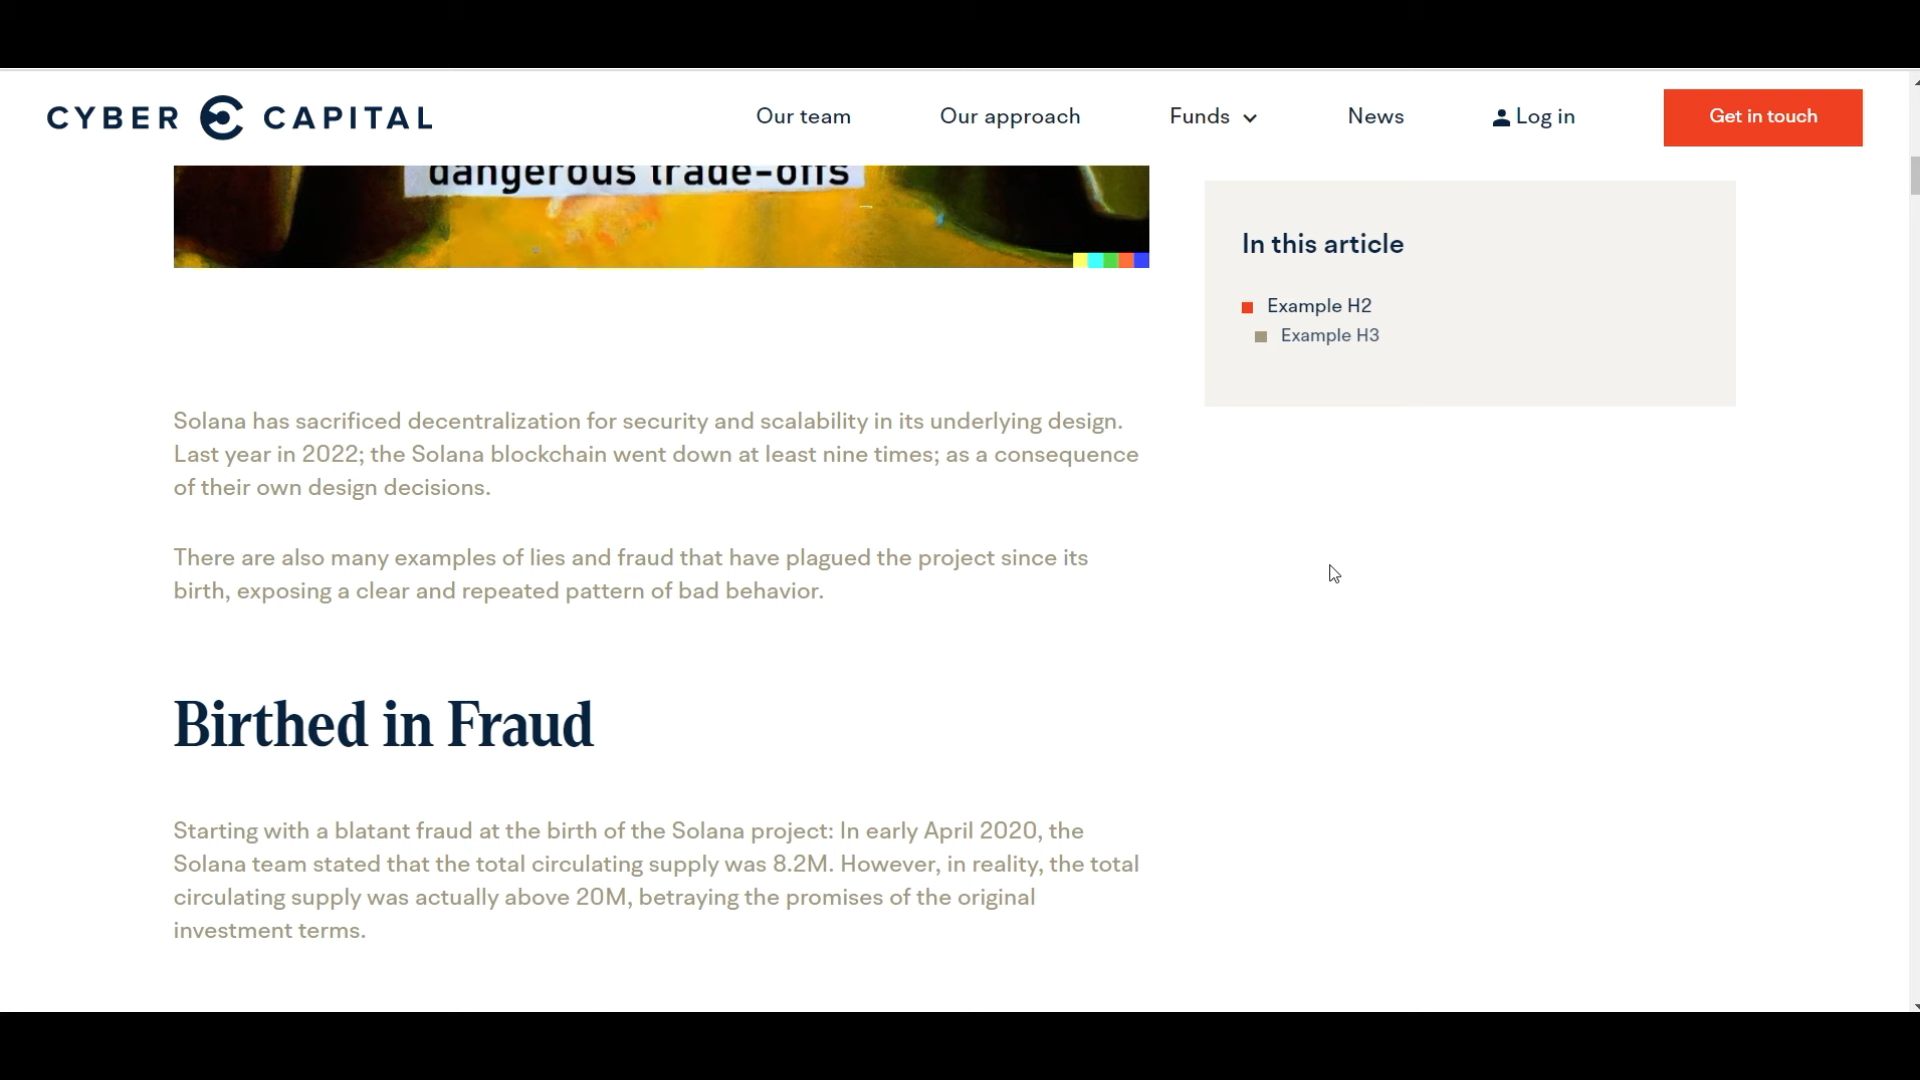 CYBER CAPITAL
Our team
Our approach
Funds
News
Log in
Get in touch
dangerous trade-offs
In this article
Example H2
Example H3
Solana has sacrificed decentralization for security and scalability in its underlying design.
Last year in 2022; the Solana blockchain went down at least nine times; as a consequence
of their own design decisions.
There are also many examples of lies and fraud that have plagued the project since its
birth, exposing a clear and repeated pattern of bad behavior.
Birthed in Fraud
Starting with a blatant fraud at the birth of the Solana project: In early April 2020, the
Solana team stated that the total circulating supply was 8.2M. However, in reality, the total
circulating supply was actually above 20M, betraying the promises of the original
investment terms.